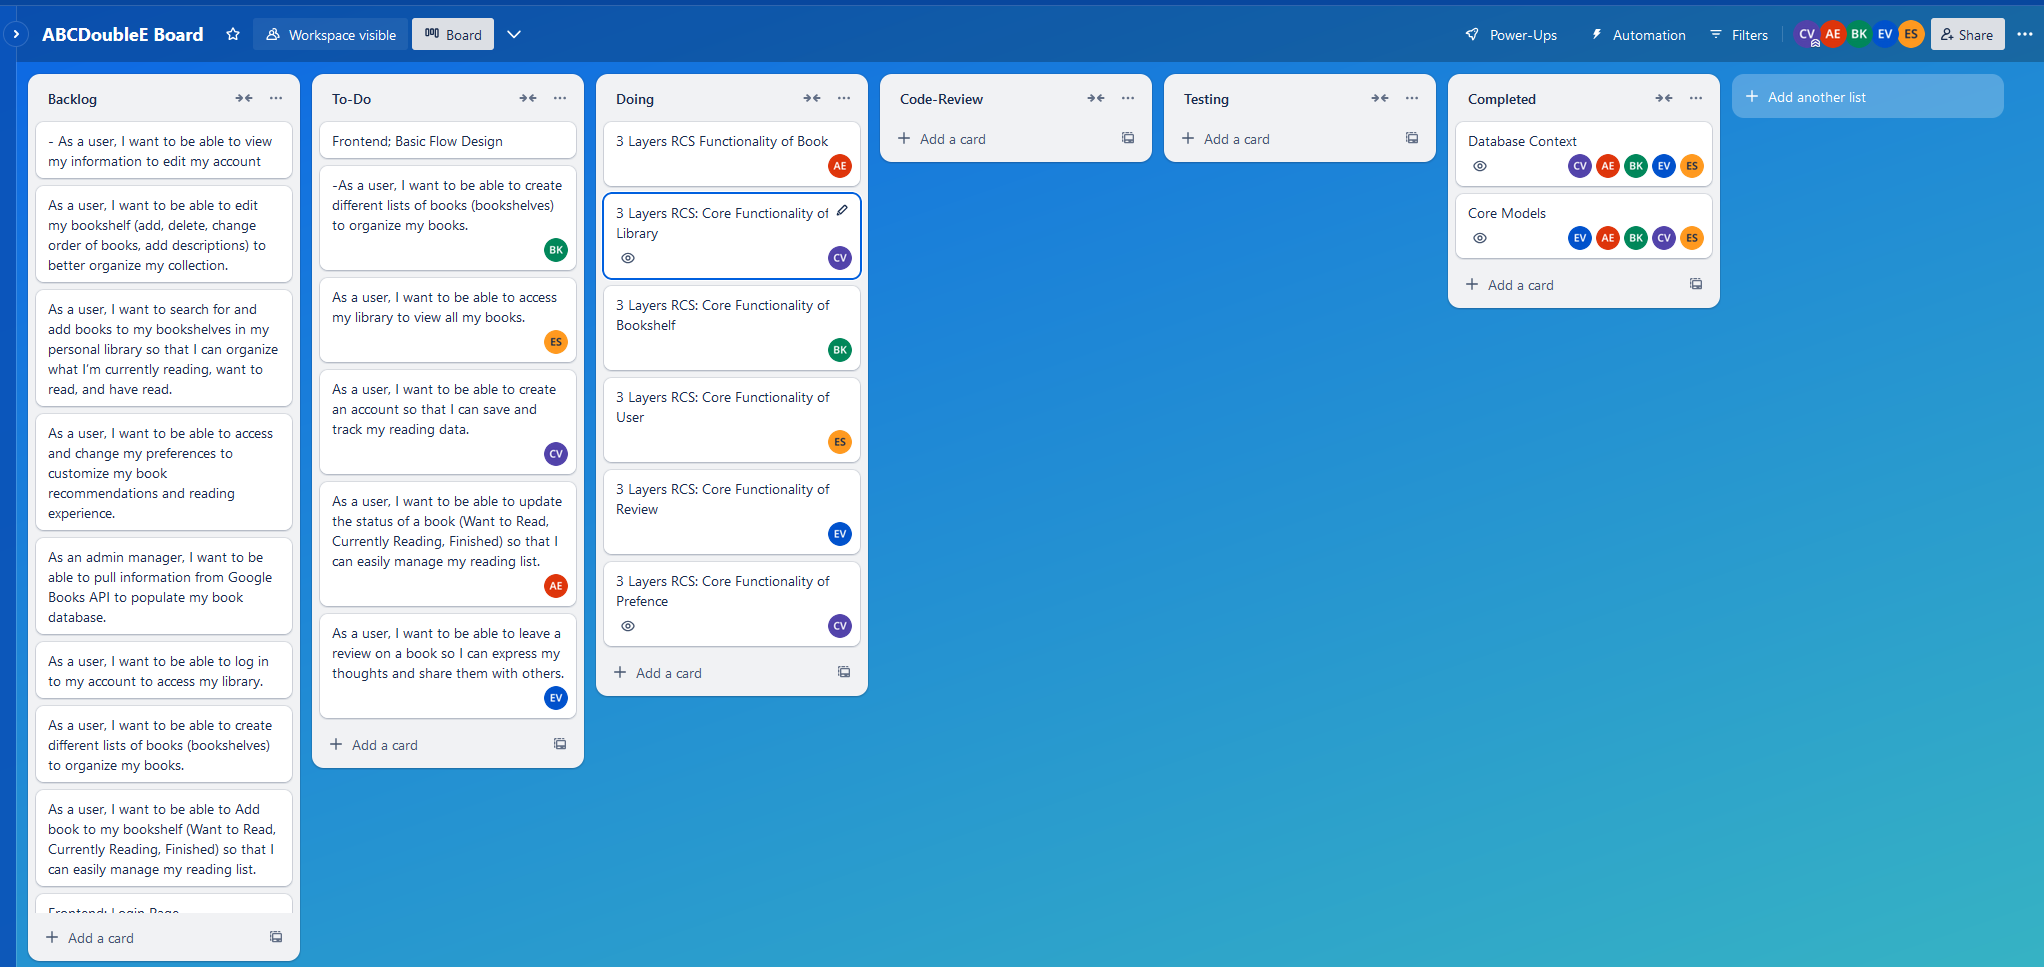 ABCDoubleE Board
Workspace visible
Board
Power-Ups
Automation
Filters
CV
AE
BK
EV
ES
Share
Backlog
- As a user, I want to be able to view
my information to edit my account
As a user, I want to be able to edit
my bookshelf (add, delete, change
order of books, add descriptions) to
better organize my collection.
As a user, I want to search for and
add books to my bookshelves in my
personal library so that I can organize
what I'm currently reading, want to
read, and have read.
As a user, I want to be able to access
and change my preferences to
customize my book
recommendations and reading
experience.
As an admin manager, I want to be
able to pull information from Google
Books API to populate my book
database.
As a user, I want to be able to log in
to my account to access my library.
As a user, I want to be able to create
different lists of books (bookshelves)
to organize my books.
As a user, I want to be able to Add
book to my bookshelf (Want to Read,
Currently Reading, Finished) so that I
can easily manage my reading list.
Frontend; Login Page
Add a card
To-Do
Frontend; Basic Flow Design
-As a user, I want to be able to create
different lists of books (bookshelves)
to organize my books.
BK
As a user, I want to be able to access
my library to view all my books.
ES
As a user, I want to be able to create
an account so that I can save and
track my reading data.
CV
As a user, I want to be able to update
the status of a book (Want to Read,
Currently Reading, Finished) so that I
can easily manage my reading list.
AE
As a user, I want to be able to leave a
review on a book so I can express my
thoughts and share them with others.
EV
Add a card
Doing
3 Layers RCS Functionality of Book
AE
3 Layers RCS: Core Functionality of
Library
CV
3 Layers RCS: Core Functionality of
Bookshelf
BK
3 Layers RCS: Core Functionality of
User
ES
3 Layers RCS: Core Functionality of
Review
EV
3 Layers RCS: Core Functionality of
Prefence
CV
Add a card
Code-Review
Add a card
Testing
Add a card
Completed
Database Context
CV AE BK EV ES
Core Models
EV AE BK CV ES
Add a card
Add another list